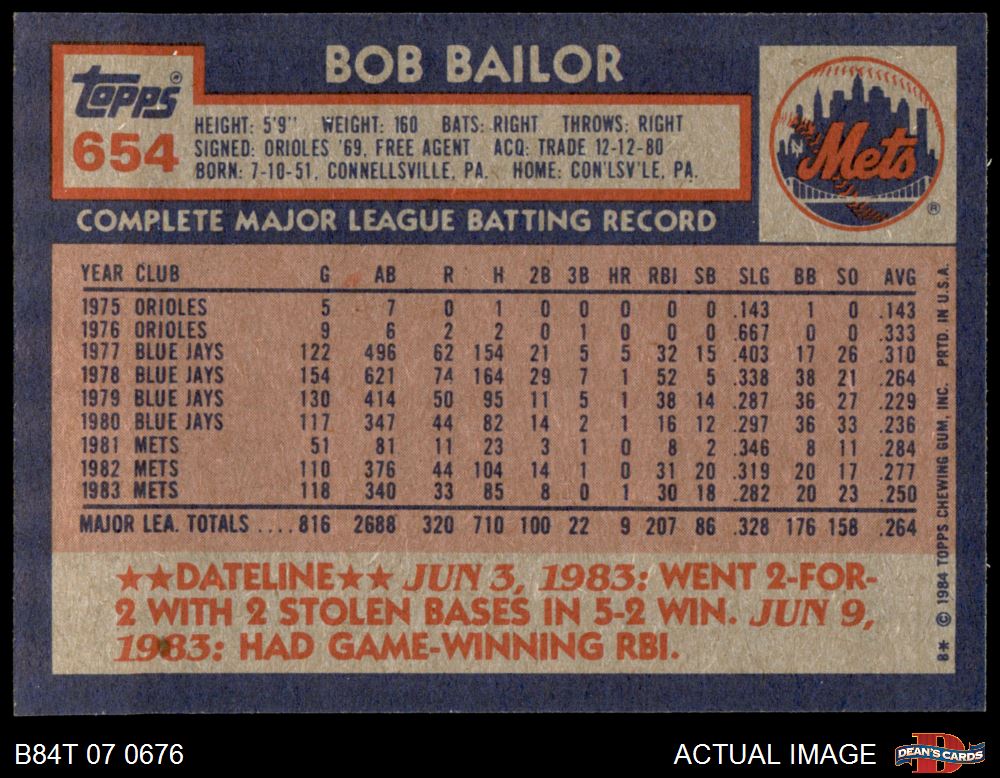 BOB BAILOR
topps®
654
HEIGHT: 5'9" WEIGHT: 160 BATS: RIGHT THROWS: RIGHT
SIGNED: ORIOLES '69, FREE AGENT ACQ: TRADE 12-12-80
BORN: 7-10-51, CONNELLSVILLE, PA. HOME: CON'LSV'LE, PA.
NY
Mets
®
COMPLETE MAJOR LEAGUE BATTING RECORD
YEAR CLUB G AB R H 2B 3B HR RBI SB SLG BB SO AVG
1975 ORIOLES 5 7 0 1 0 0 0 0 0 .143 1 0 .143
1976 ORIOLES 9 6 2 2 0 1 0 0 0 .667 0 0 .333
1977 BLUE JAYS 122 496 62 154 21 5 5 32 15 .403 17 26 .310
1978 BLUE JAYS 154 621 74 164 29 7 1 52 5 .338 38 21 .264
1979 BLUE JAYS 130 414 50 95 11 5 1 38 14 .287 36 27 .229
1980 BLUE JAYS 117 347 44 82 14 2 1 16 12 .297 36 33 .236
1981 METS 51 81 11 23 3 1 0 8 2 .346 8 11 .284
1982 METS 110 376 44 104 14 1 0 31 20 .319 20 17 .277
1983 METS 118 340 33 85 8 0 1 30 18 .282 20 23 .250
MAJOR LEA. TOTALS .... 816 2688 320 710 100 22 9 207 86 .328 176 158 .264
★★DATELINE★★ JUN 3, 1983: WENT 2-FOR-
2 WITH 2 STOLEN BASES IN 5-2 WIN. JUN 9,
1983: HAD GAME-WINNING RBI.
8* © 1984 TOPPS CHEWING GUM, INC. PRTD. IN U.S.A.
B84T 07 0676
ACTUAL IMAGE
DEAN'S CARDS